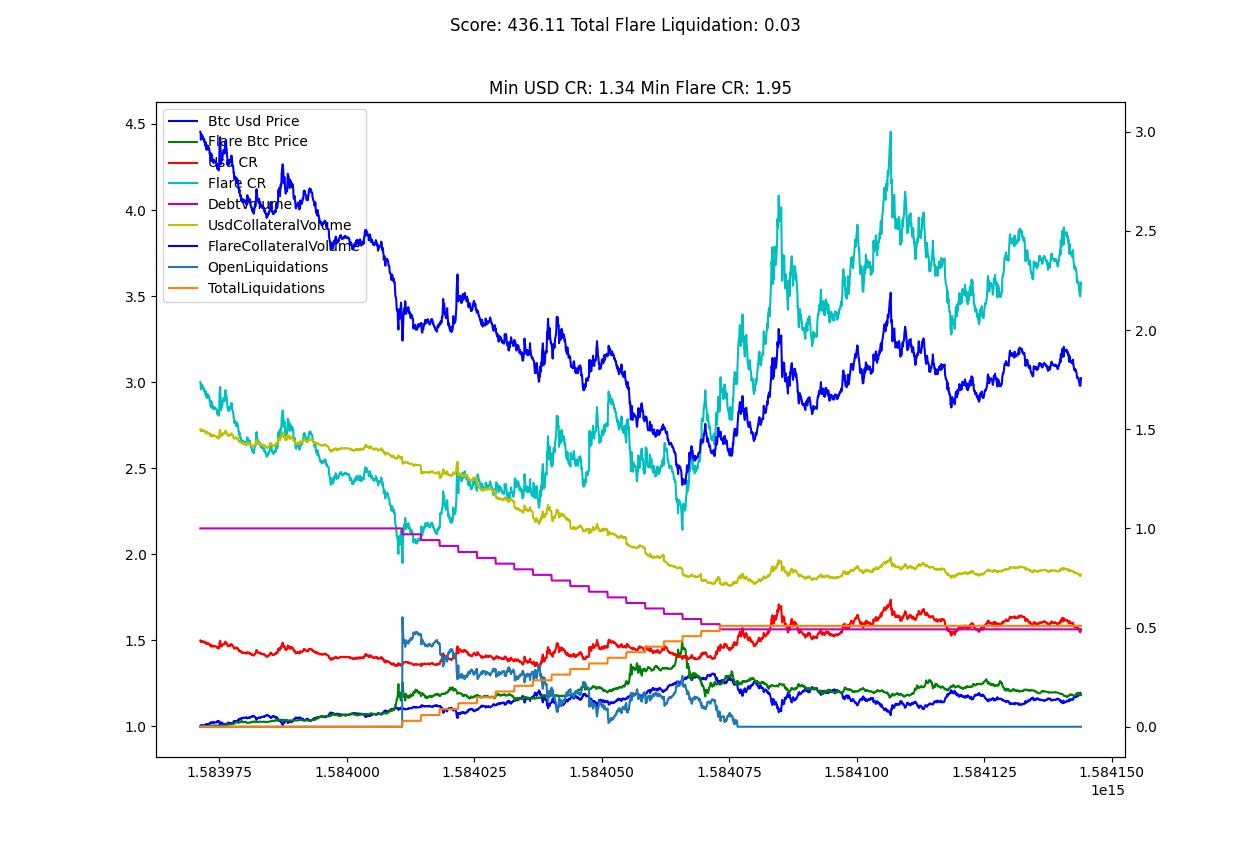 Score: 436.11 Total Flare Liquidation: 0.03
Min USD CR: 1.34 Min Flare CR: 1.95
Btc Usd Price
Flare Btc Price
Usd CR
Flare CR
DebtVolume
UsdCollateralVolume
FlareCollateralVolume
OpenLiquidations
TotalLiquidations
4.5
4.0
3.5
3.0
2.5
2.0
1.5
1.0
3.0
2.5
2.0
1.5
1.0
0.5
0.0
1.583975 1.584000 1.584025 1.584050 1.584075 1.584100 1.584125 1.584150
1e15